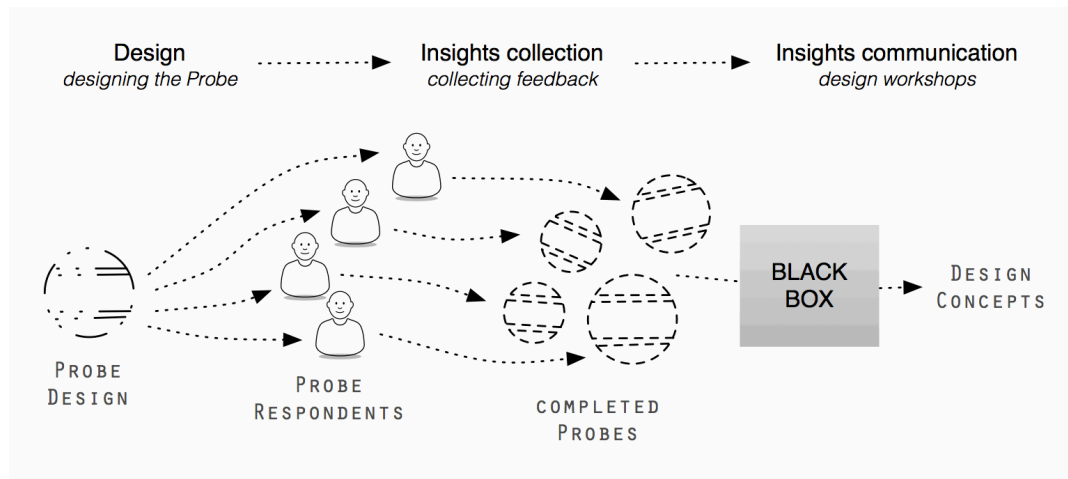 Design
designing the Probe
Insights collection
collecting feedback
Insights communication
design workshops
PROBE
DESIGN
PROBE
RESPONDENTS
COMPLETED
PROBES
BLACK
BOX
DESIGN
CONCEPTS